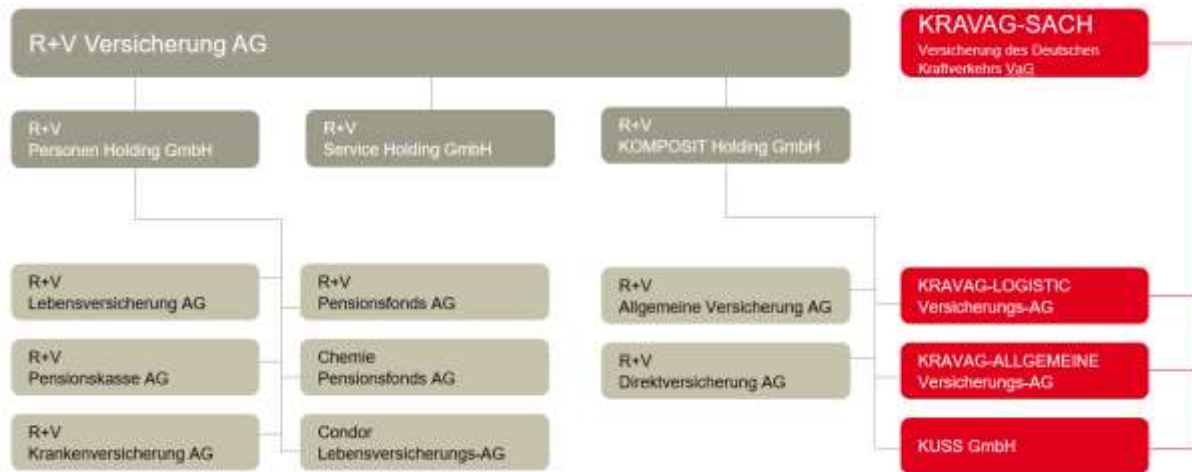 R+V Versicherung AG
KRAVAG-SACH
Versicherung des Deutschen
Kraftverkehrs VaG
R+V
Personen Holding GmbH
R+V
Service Holding GmbH
R+V
KOMPOSIT Holding GmbH
R+V
Lebensversicherung AG
R+V
Pensionsfonds AG
R+V
Allgemeine Versicherung AG
KRAVAG-LOGISTIC
Versicherungs-AG
R+V
Pensionskasse AG
Chemie
Pensionsfonds AG
R+V
Direktversicherung AG
KRAVAG-ALLGEMEINE
Versicherungs-AG
R+V
Krankenversicherung AG
Condor
Lebensversicherungs-AG
KUSS GmbH